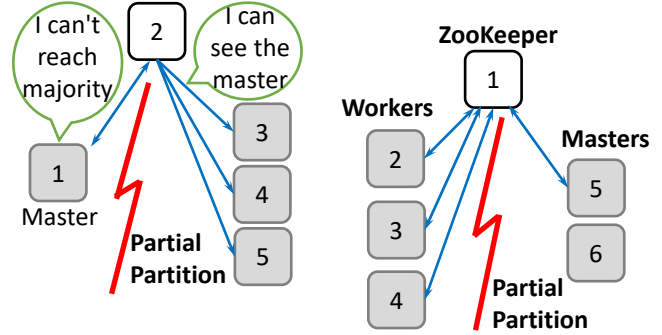 I can't
reach
majority
2
I can
see the
master
1
Master
3
4
5
Partial
Partition
ZooKeeper
1
Workers
2
3
4
Masters
5
6
Partial
Partition